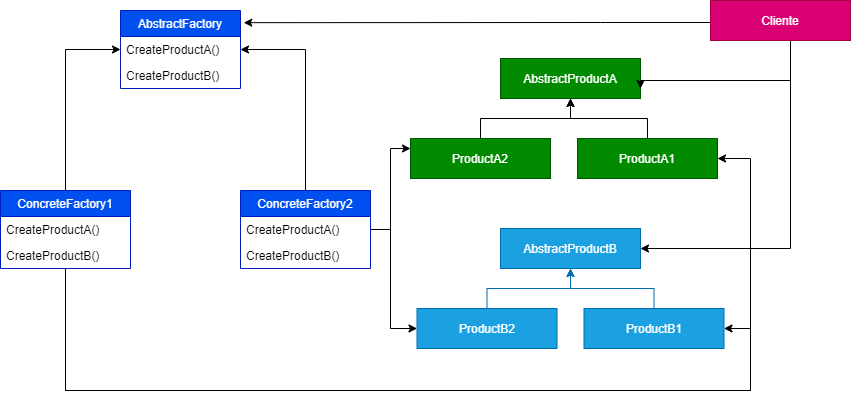 AbstractFactory
CreateProductA()
CreateProductB()
Cliente
AbstractProductA
ProductA2
ProductA1
ConcreteFactory1
CreateProductA()
CreateProductB()
ConcreteFactory2
CreateProductA()
CreateProductB()
AbstractProductB
ProductB2
ProductB1